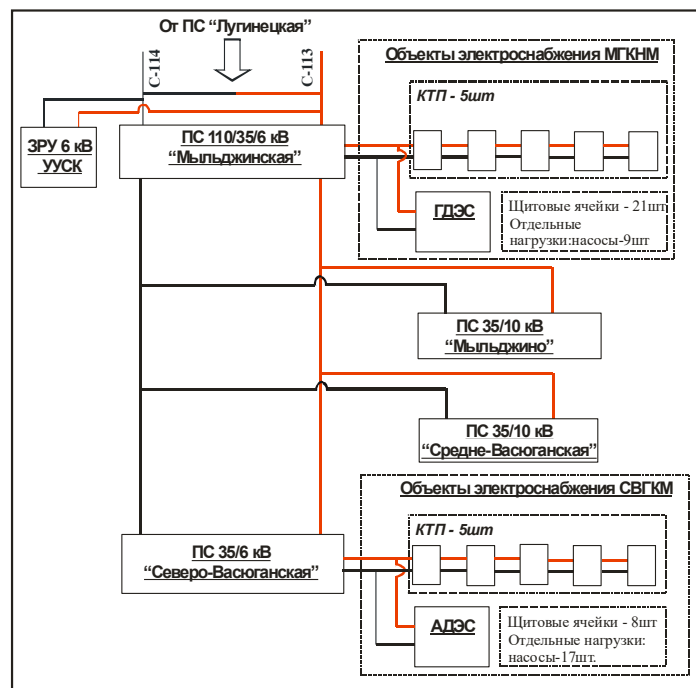 От ПС “Лугинецкая”
С-114
С-113
ЗРУ 6 кВ
УУСК
ПС 110/35/6 кВ
“Мыльджинская”
Объекты электроснабжения МГКНМ
КТП - 5шт
ГДЭС
Щитовые ячейки - 21шт
Отдельные
нагрузки:насосы-9шт
ПС 35/10 кВ
“Мыльджино”
ПС 35/10 кВ
“Средне-Васюганская”
ПС 35/6 кВ
“Северо-Васюганская”
Объекты электроснабжения СВГКМ
КТП - 5шт
АДЭС
Щитовые ячейки - 8шт
Отдельные нагрузки:
насосы-17шт.